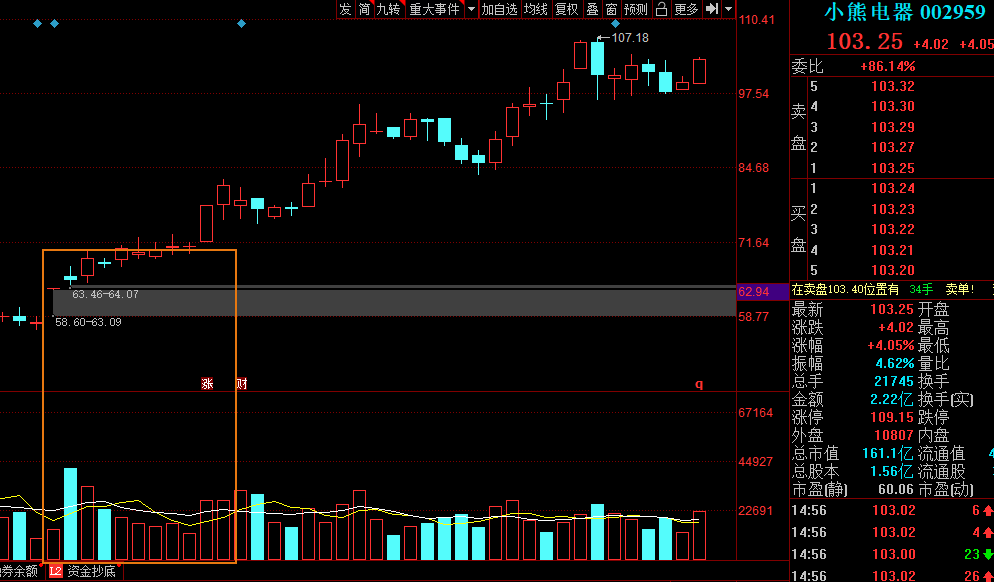 发 简 九转 重大事件 加自选 均线 复权 叠 窗 预测 更多
110.41
107.18
97.54
84.68
71.64
62.94
58.77
63.46-64.07
58.60-63.09
涨 财 q
67164
44927
22691
券余额 L2 资金抄底
小熊电器 002959
103.25 +4.02 +4.05
委比 +86.14%
卖盘
5 103.32
4 103.30
3 103.29
2 103.27
1 103.25
买盘
1 103.24
2 103.23
3 103.22
4 103.21
5 103.20
在卖盘103.40位置有 34手 卖单!
最新 103.25 开盘
涨跌 +4.02 最高
涨幅 +4.05% 最低
振幅 4.62% 量比
总手 21745 换手
金额 2.22亿 换手(实)
涨停 109.15 跌停
外盘 10807 内盘
总市值 161.1亿 流通值 4
总股本 1.56亿 流通股
市盈(静) 60.06 市盈(动)
14:56 103.02 6
14:56 103.02 4
14:56 103.00 23
14:56 103.02 26